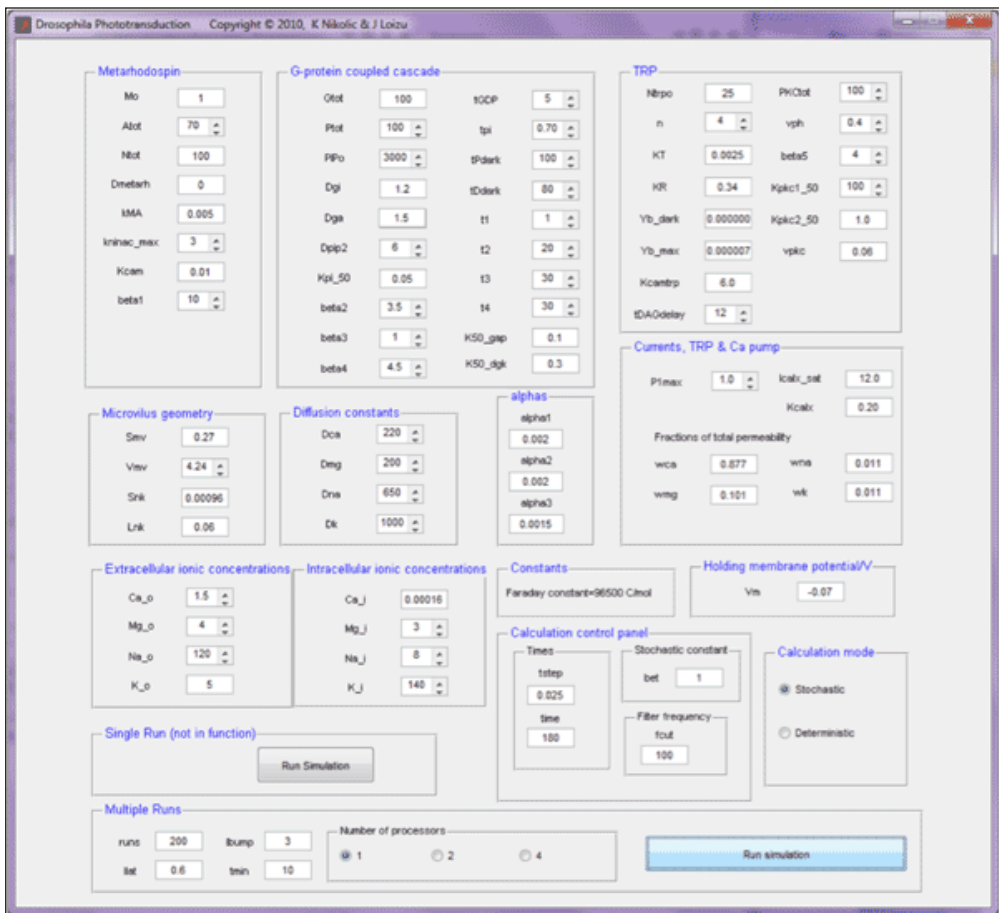 Drosophila Phototransduction Copyright © 2010, K Nikolic & J Loizu
Metarhodospin
Mo 1
Atot 70
Ntot 100
Dmetarh 0
kMA 0.005
kninac_max 3
Kcam 0.01
beta1 10
G-protein coupled cascade
Gtot 100 tGDP 5
Ptot 100 tpi 0.70
PIPo 3000 tPdark 100
Dgi 1.2 tDdark 80
Dga 1.5 t1 1
Dpip2 6 t2 20
Kpi_50 0.05 t3 30
beta2 3.5 t4 30
beta3 1 K50_gap 0.1
beta4 4.5 K50_dgk 0.3
TRP
Ntrpo 25 PKCtot 100
n 4 vph 0.4
KT 0.0025 beta5 4
KR 0.34 Kpkc1_50 100
Yb_dark 0.000000 Kpkc2_50 1.0
Yb_max 0.000007 vpkc 0.06
Kcamtrp 6.0
tDAGdelay 12
Currents, TRP & Ca pump
P1max 1.0 Icalx_sat 12.0
Kcalx 0.20
Fractions of total permeability
wca 0.877 wna 0.011
wmg 0.101 wk 0.011
Microvilus geometry
Smv 0.27
Vmv 4.24
Snk 0.00096
Lnk 0.06
Diffusion constants
Dca 220
Dmg 200
Dna 650
Dk 1000
alphas
alpha1
0.002
alpha2
0.002
alpha3
0.0015
Extracellular ionic concentrations
Ca_o 1.5
Mg_o 4
Na_o 120
K_o 5
Intracellular ionic concentrations
Ca_i 0.00016
Mg_i 3
Na_i 8
K_i 140
Constants
Faraday constant=96500 C/mol
Holding membrane potential/V
Vm -0.07
Calculation control panel
Times
tstep
0.025
time
180
Stochastic constant
bet 1
Filter frequency
fcut
100
Calculation mode
Stochastic
Deterministic
Single Run (not in function)
Run Simulation
Multiple Runs
runs 200 Ibump 3
llat 0.6 tmin 10
Number of processors
1 2 4
Run simulation